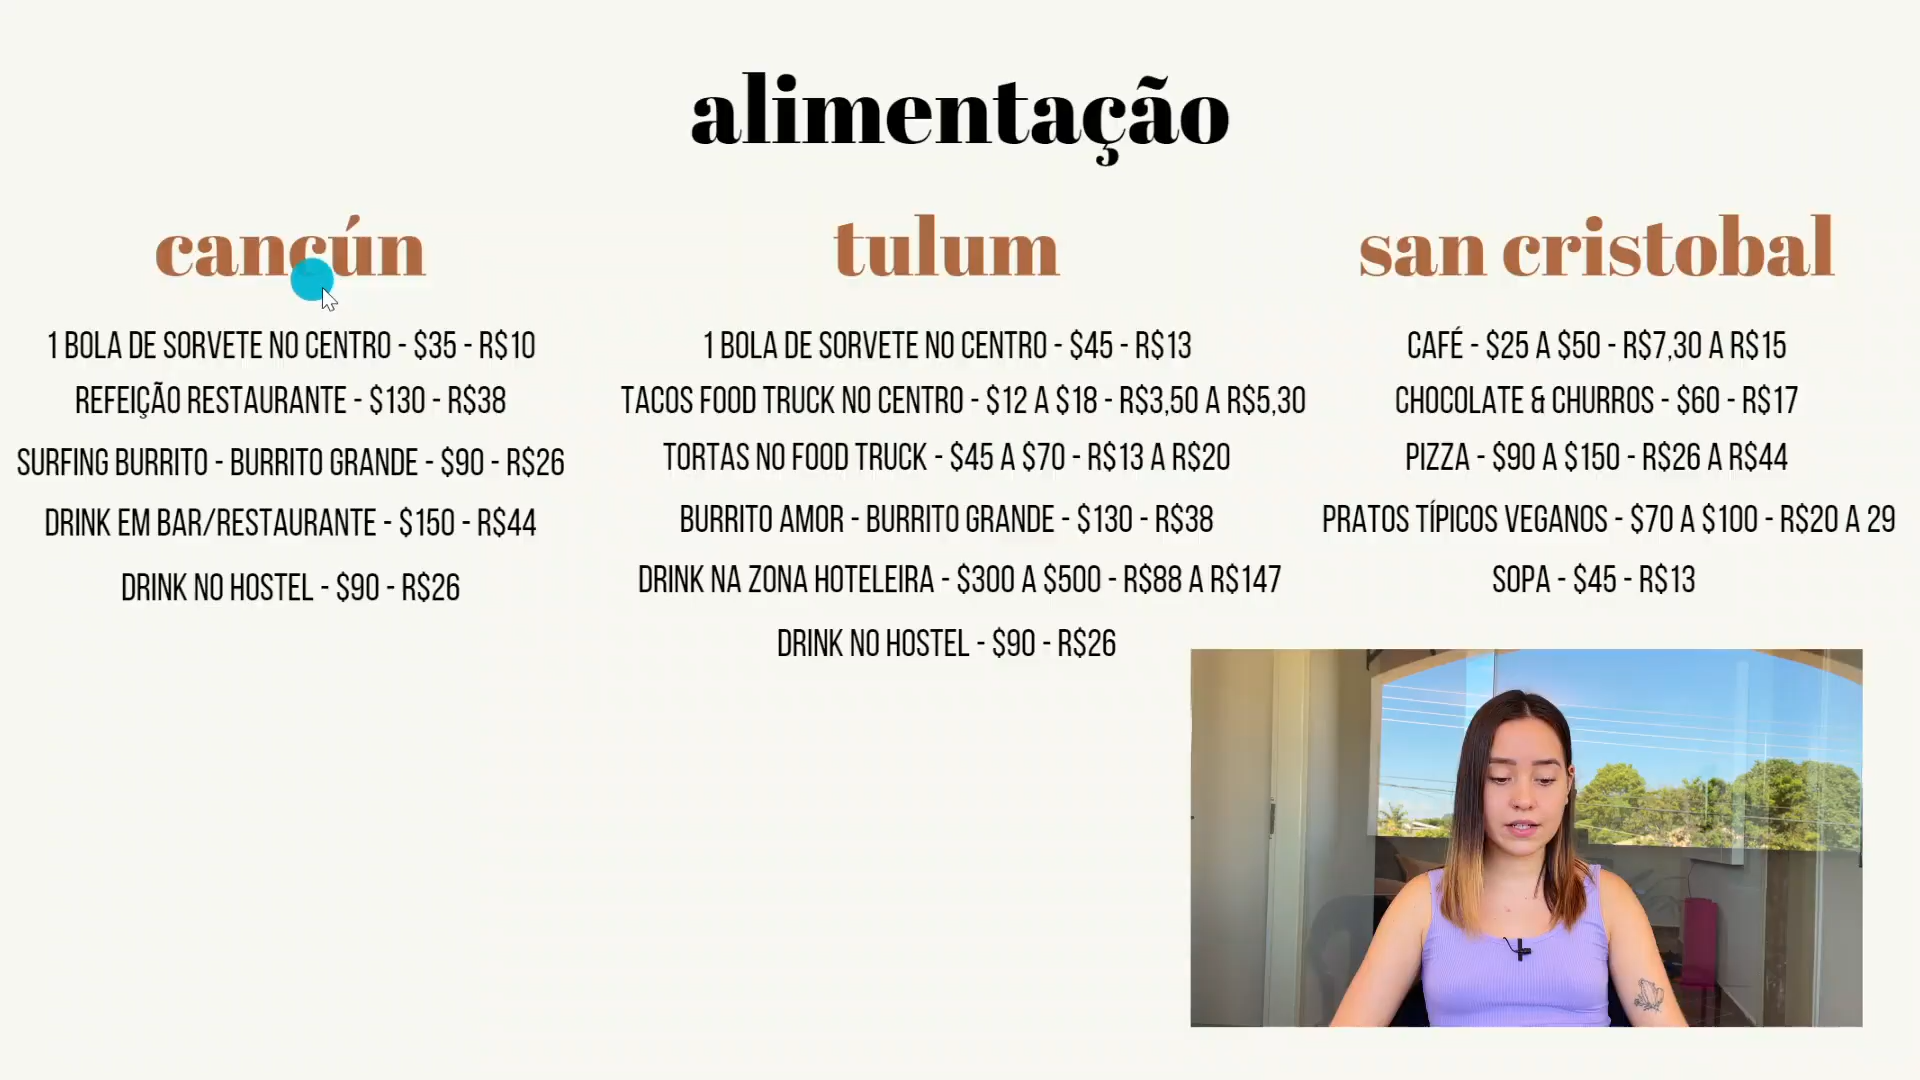 alimentação
cancún
1 BOLA DE SORVETE NO CENTRO - $35 - R$10
REFEIÇÃO RESTAURANTE - $130 - R$38
SURFING BURRITO - BURRITO GRANDE - $90 - R$26
DRINK EM BAR/RESTAURANTE - $150 - R$44
DRINK NO HOSTEL - $90 - R$26
tulum
1 BOLA DE SORVETE NO CENTRO - $45 - R$13
TACOS FOOD TRUCK NO CENTRO - $12 A $18 - R$3,50 A R$5,30
TORTAS NO FOOD TRUCK - $45 A $70 - R$13 A R$20
BURRITO AMOR - BURRITO GRANDE - $130 - R$38
DRINK NA ZONA HOTELEIRA - $300 A $500 - R$88 A R$147
DRINK NO HOSTEL - $90 - R$26
san cristobal
CAFÉ - $25 A $50 - R$7,30 A R$15
CHOCOLATE & CHURROS - $60 - R$17
PIZZA - $90 A $150 - R$26 A R$44
PRATOS TÍPICOS VEGANOS - $70 A $100 - R$20 A 29
SOPA - $45 - R$13